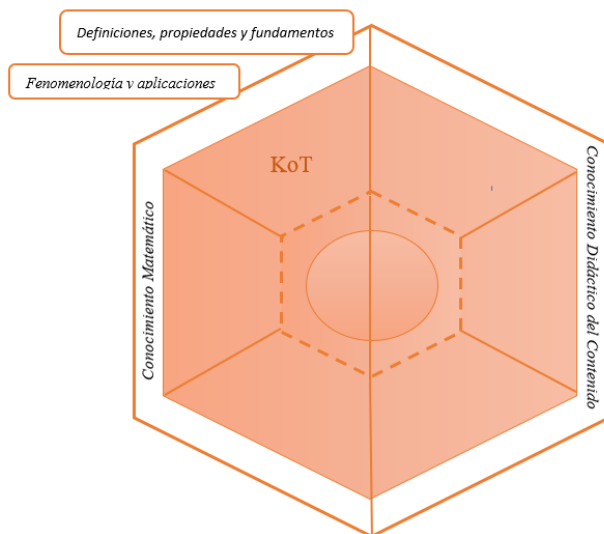 Definiciones, propiedades y fundamentos
Fenomenología y aplicaciones
KoT
Conocimiento Matemático
Conocimiento Didáctico del Contenido